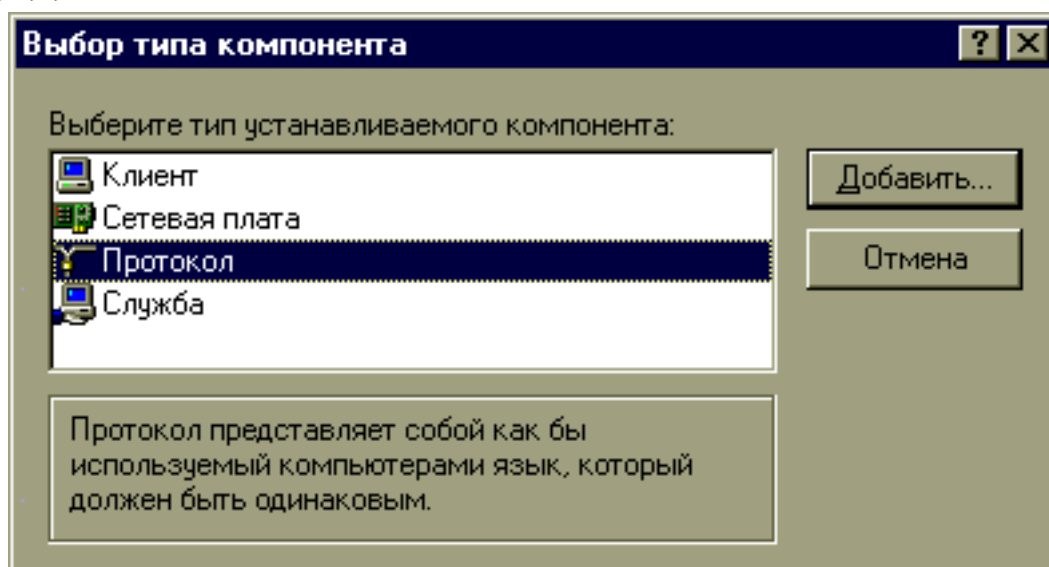 Выбор типа компонента
Выберите тип устанавливаемого компонента:
Клиент
Сетевая плата
Протокол
Служба
Добавить...
Отмена
Протокол представляет собой как бы
используемый компьютерами язык, который
должен быть одинаковым.